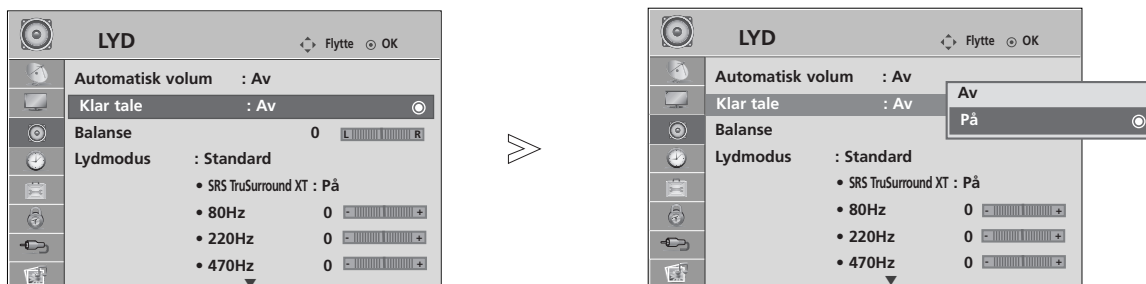 LYD
Flytte OK
Automatisk volum : Av
Klar tale : Av
Balanse 0 L R
Lydmodus : Standard
• SRS TruSurround XT : På
• 80Hz 0 - +
• 220Hz 0 - +
• 470Hz 0 - +
LYD
Flytte OK
Automatisk volum : Av
Klar tale : Av
Av
På
Balanse
Lydmodus : Standard
• SRS TruSurround XT : På
• 80Hz 0 - +
• 220Hz 0 - +
• 470Hz 0 - +